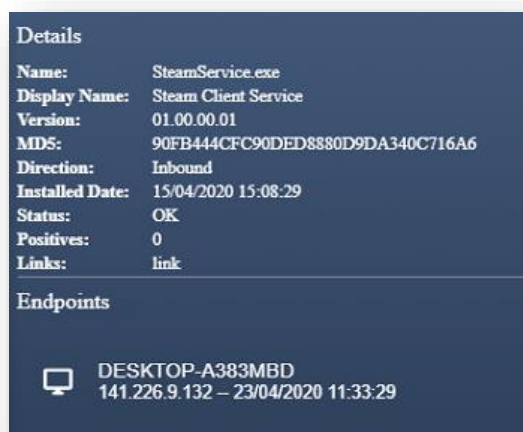 Details
Name: SteamService.exe
Display Name: Steam Client Service
Version: 01.00.00.01
MD5: 90FB444CFC90DED8880D9DA340C716A6
Direction: Inbound
Installed Date: 15/04/2020 15:08:29
Status: OK
Positives: 0
Links: link
Endpoints
DESKTOP-A383MBD
141.226.9.132 – 23/04/2020 11:33:29